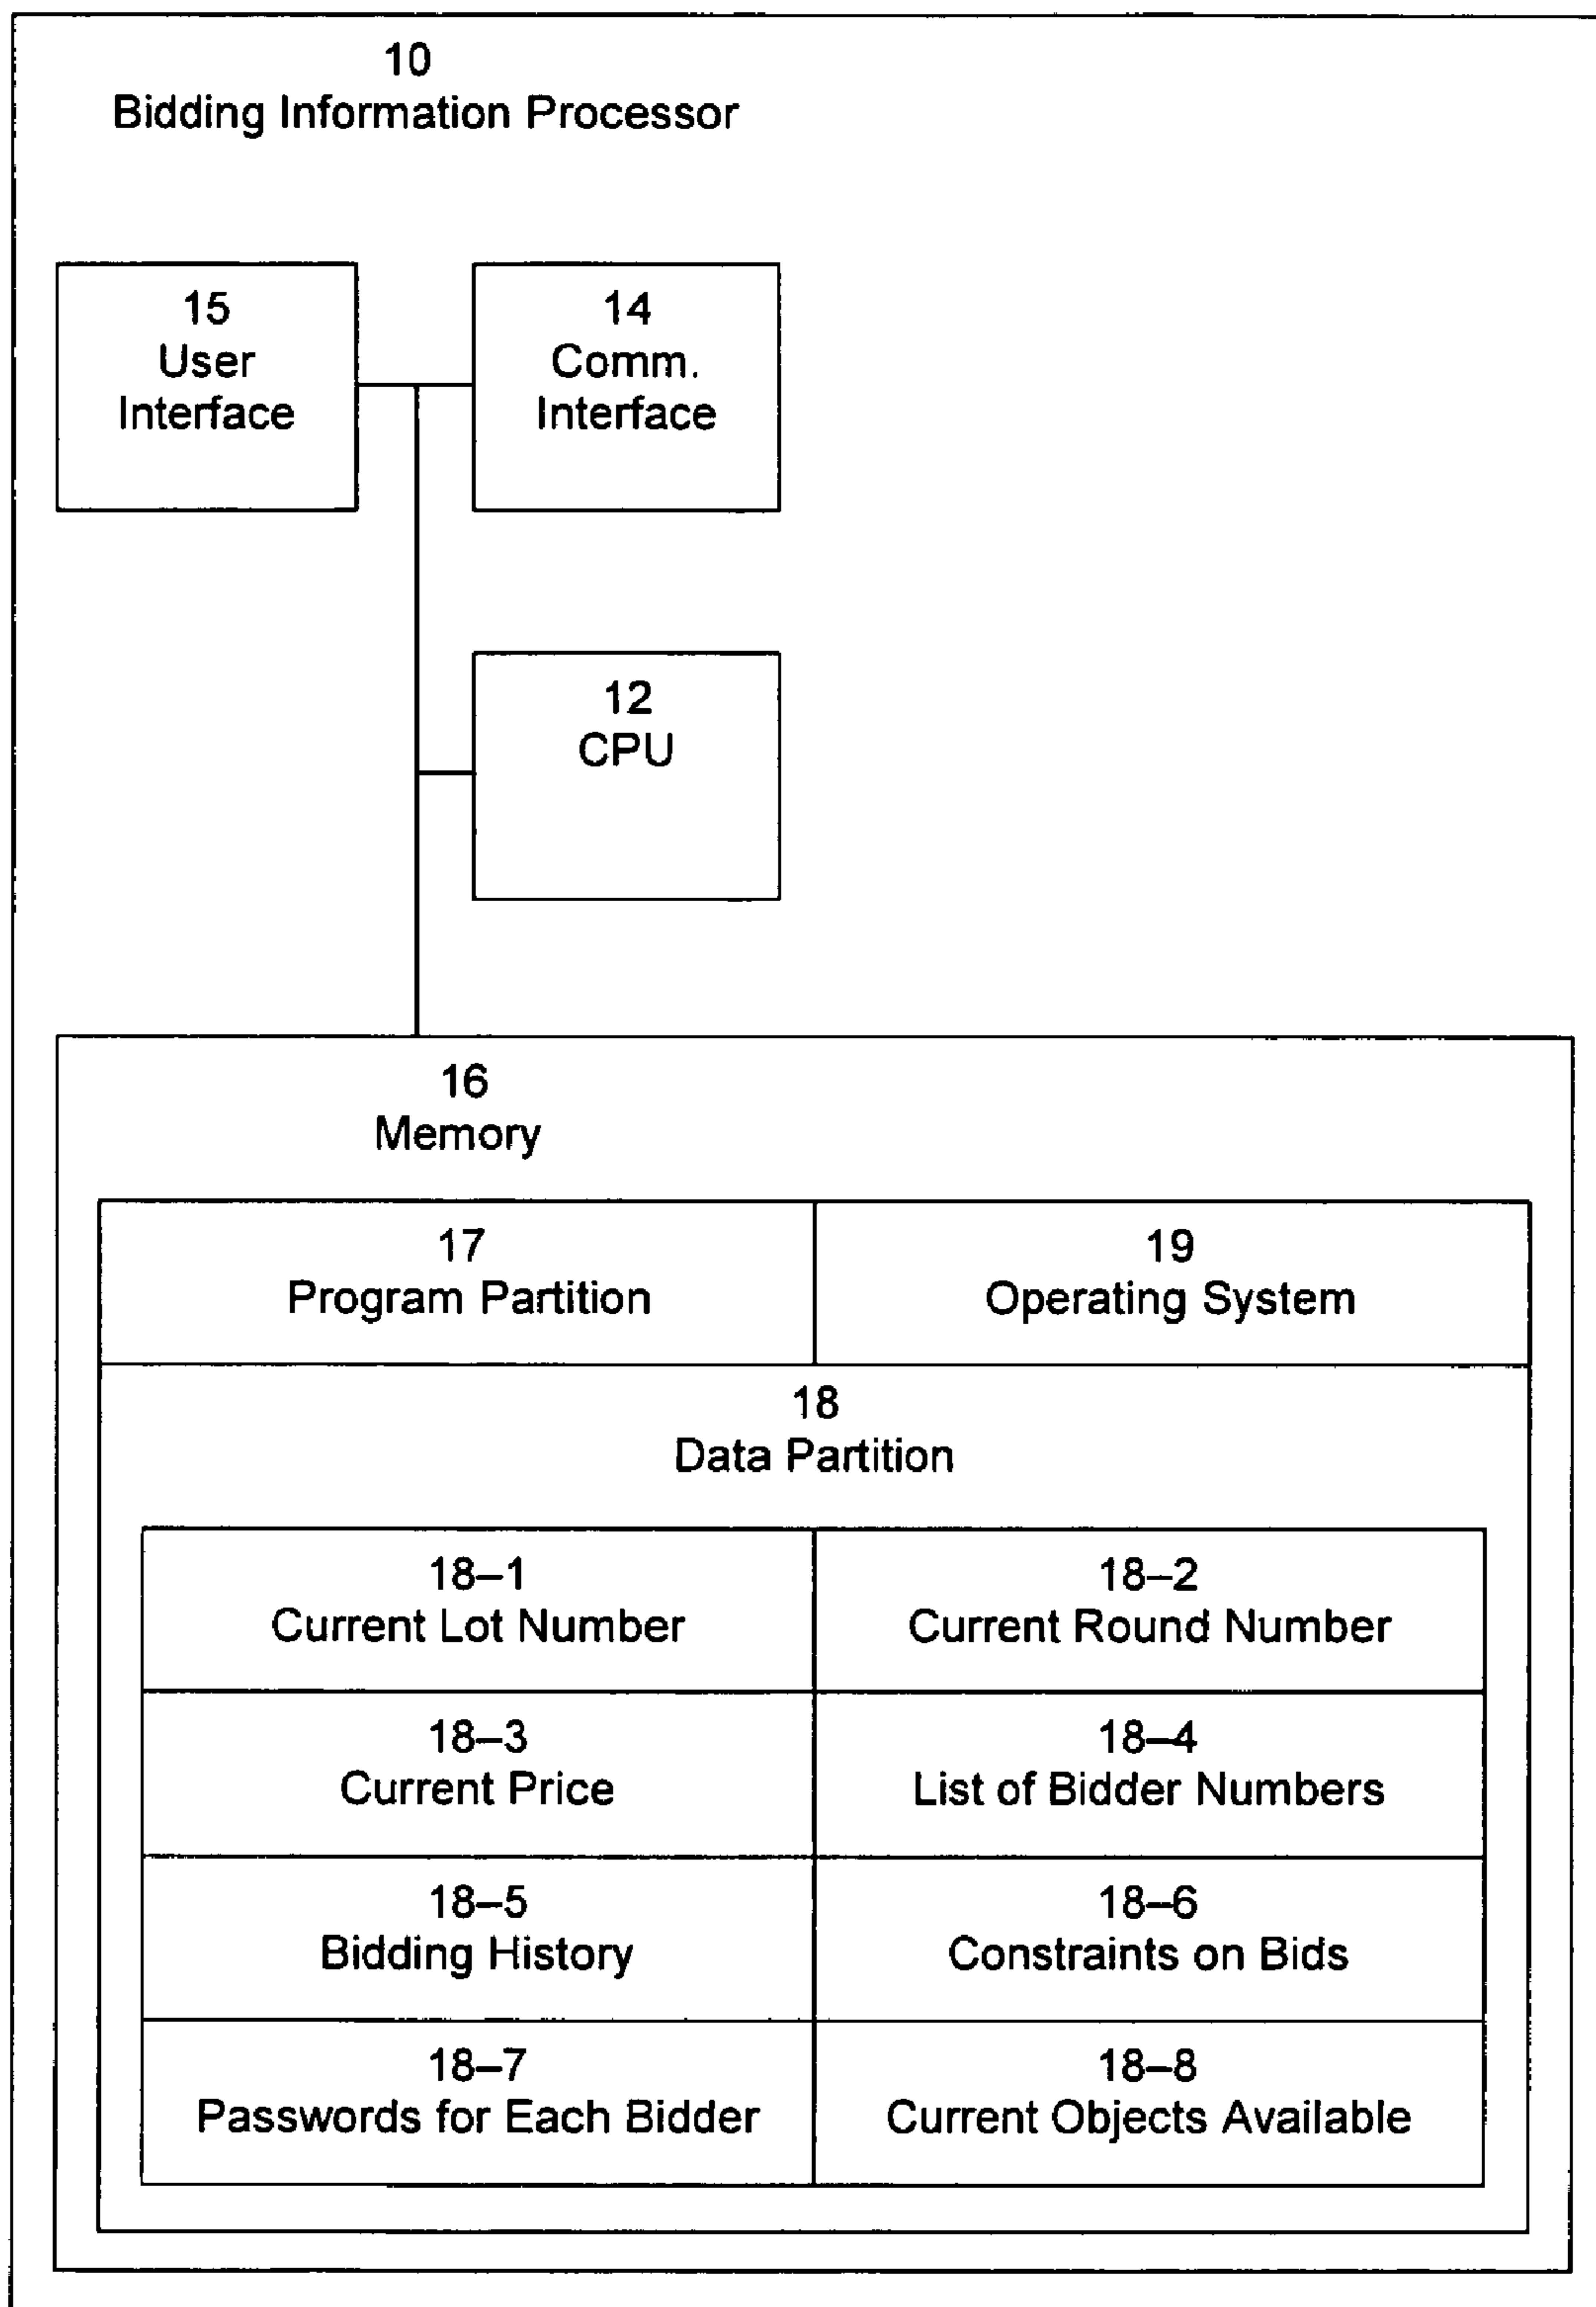 10
Bidding Information Processor
15
User
Interface
14
Comm.
Interface
12
CPU
16
Memory
17
Program Partition
19
Operating System
18
Data Partition
18–1
Current Lot Number
18–2
Current Round Number
18–3
Current Price
18–4
List of Bidder Numbers
18–5
Bidding History
18–6
Constraints on Bids
18–7
Passwords for Each Bidder
18–8
Current Objects Available